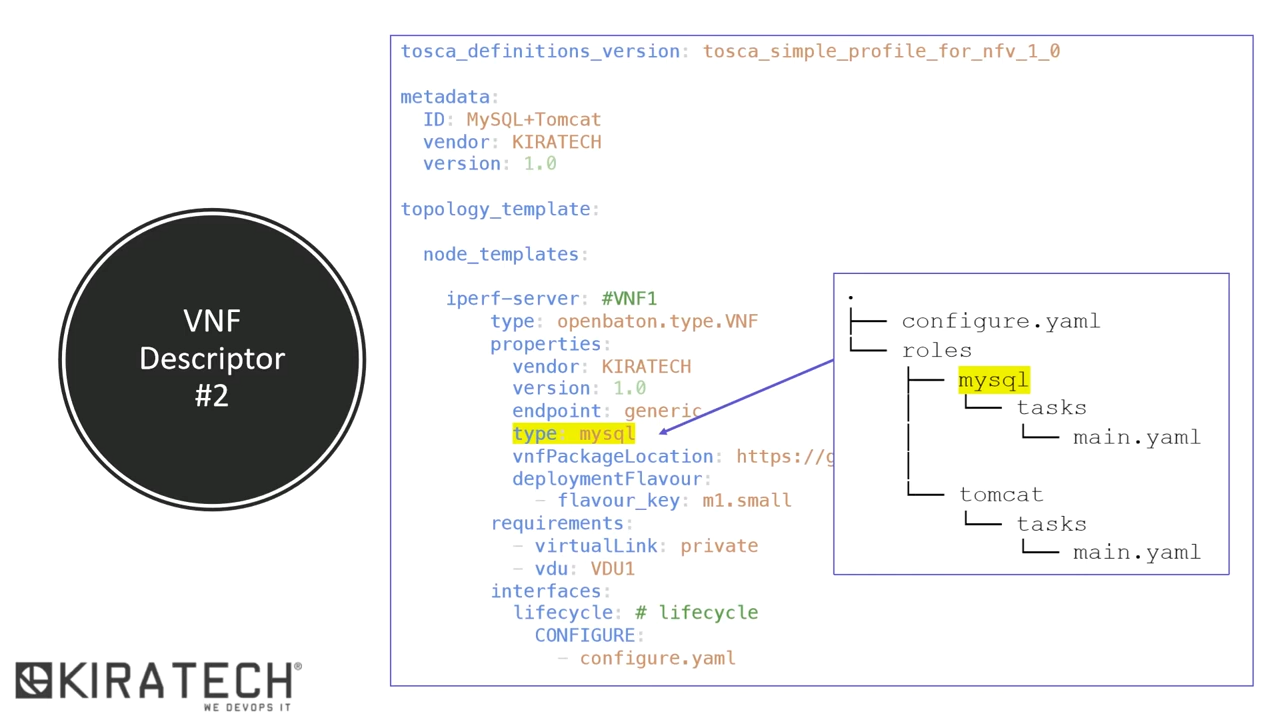 VNF
Descriptor
#2
tosca_definitions_version: tosca_simple_profile_for_nfv_1_0
metadata:
ID: MySQL+Tomcat
vendor: KIRATECH
version: 1.0
topology_template:
node_templates:
iperf-server: #VNF1
type: openbaton.type.VNF
properties:
vendor: KIRATECH
version: 1.0
endpoint: generic
type: mysql
vnfPackageLocation: https://g
deploymentFlavour:
- flavour_key: m1.small
requirements:
- virtualLink: private
- vdu: VDU1
interfaces:
lifecycle: # lifecycle
CONFIGURE:
- configure.yaml
.
├── configure.yaml
└── roles
├── mysql
│ └── tasks
│ └── main.yaml
│
└── tomcat
└── tasks
└── main.yaml
KIRATECH®
WE DEVOPS IT